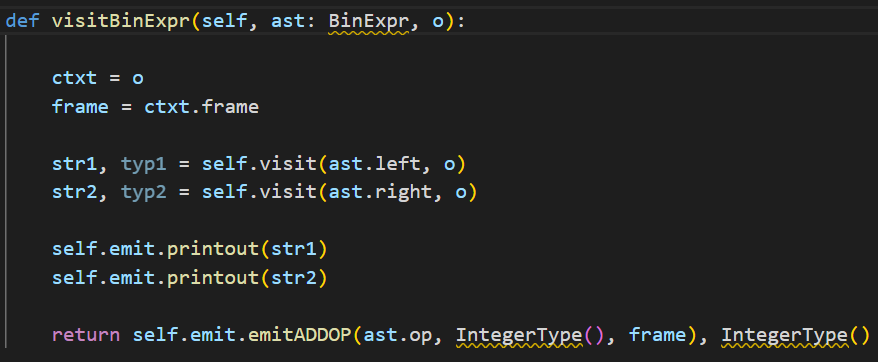 def visitBinExpr(self, ast: BinExpr, o):
ctxt = o
frame = ctxt.frame
str1, typ1 = self.visit(ast.left, o)
str2, typ2 = self.visit(ast.right, o)
self.emit.printout(str1)
self.emit.printout(str2)
return self.emit.emitADDOP(ast.op, IntegerType(), frame), IntegerType()